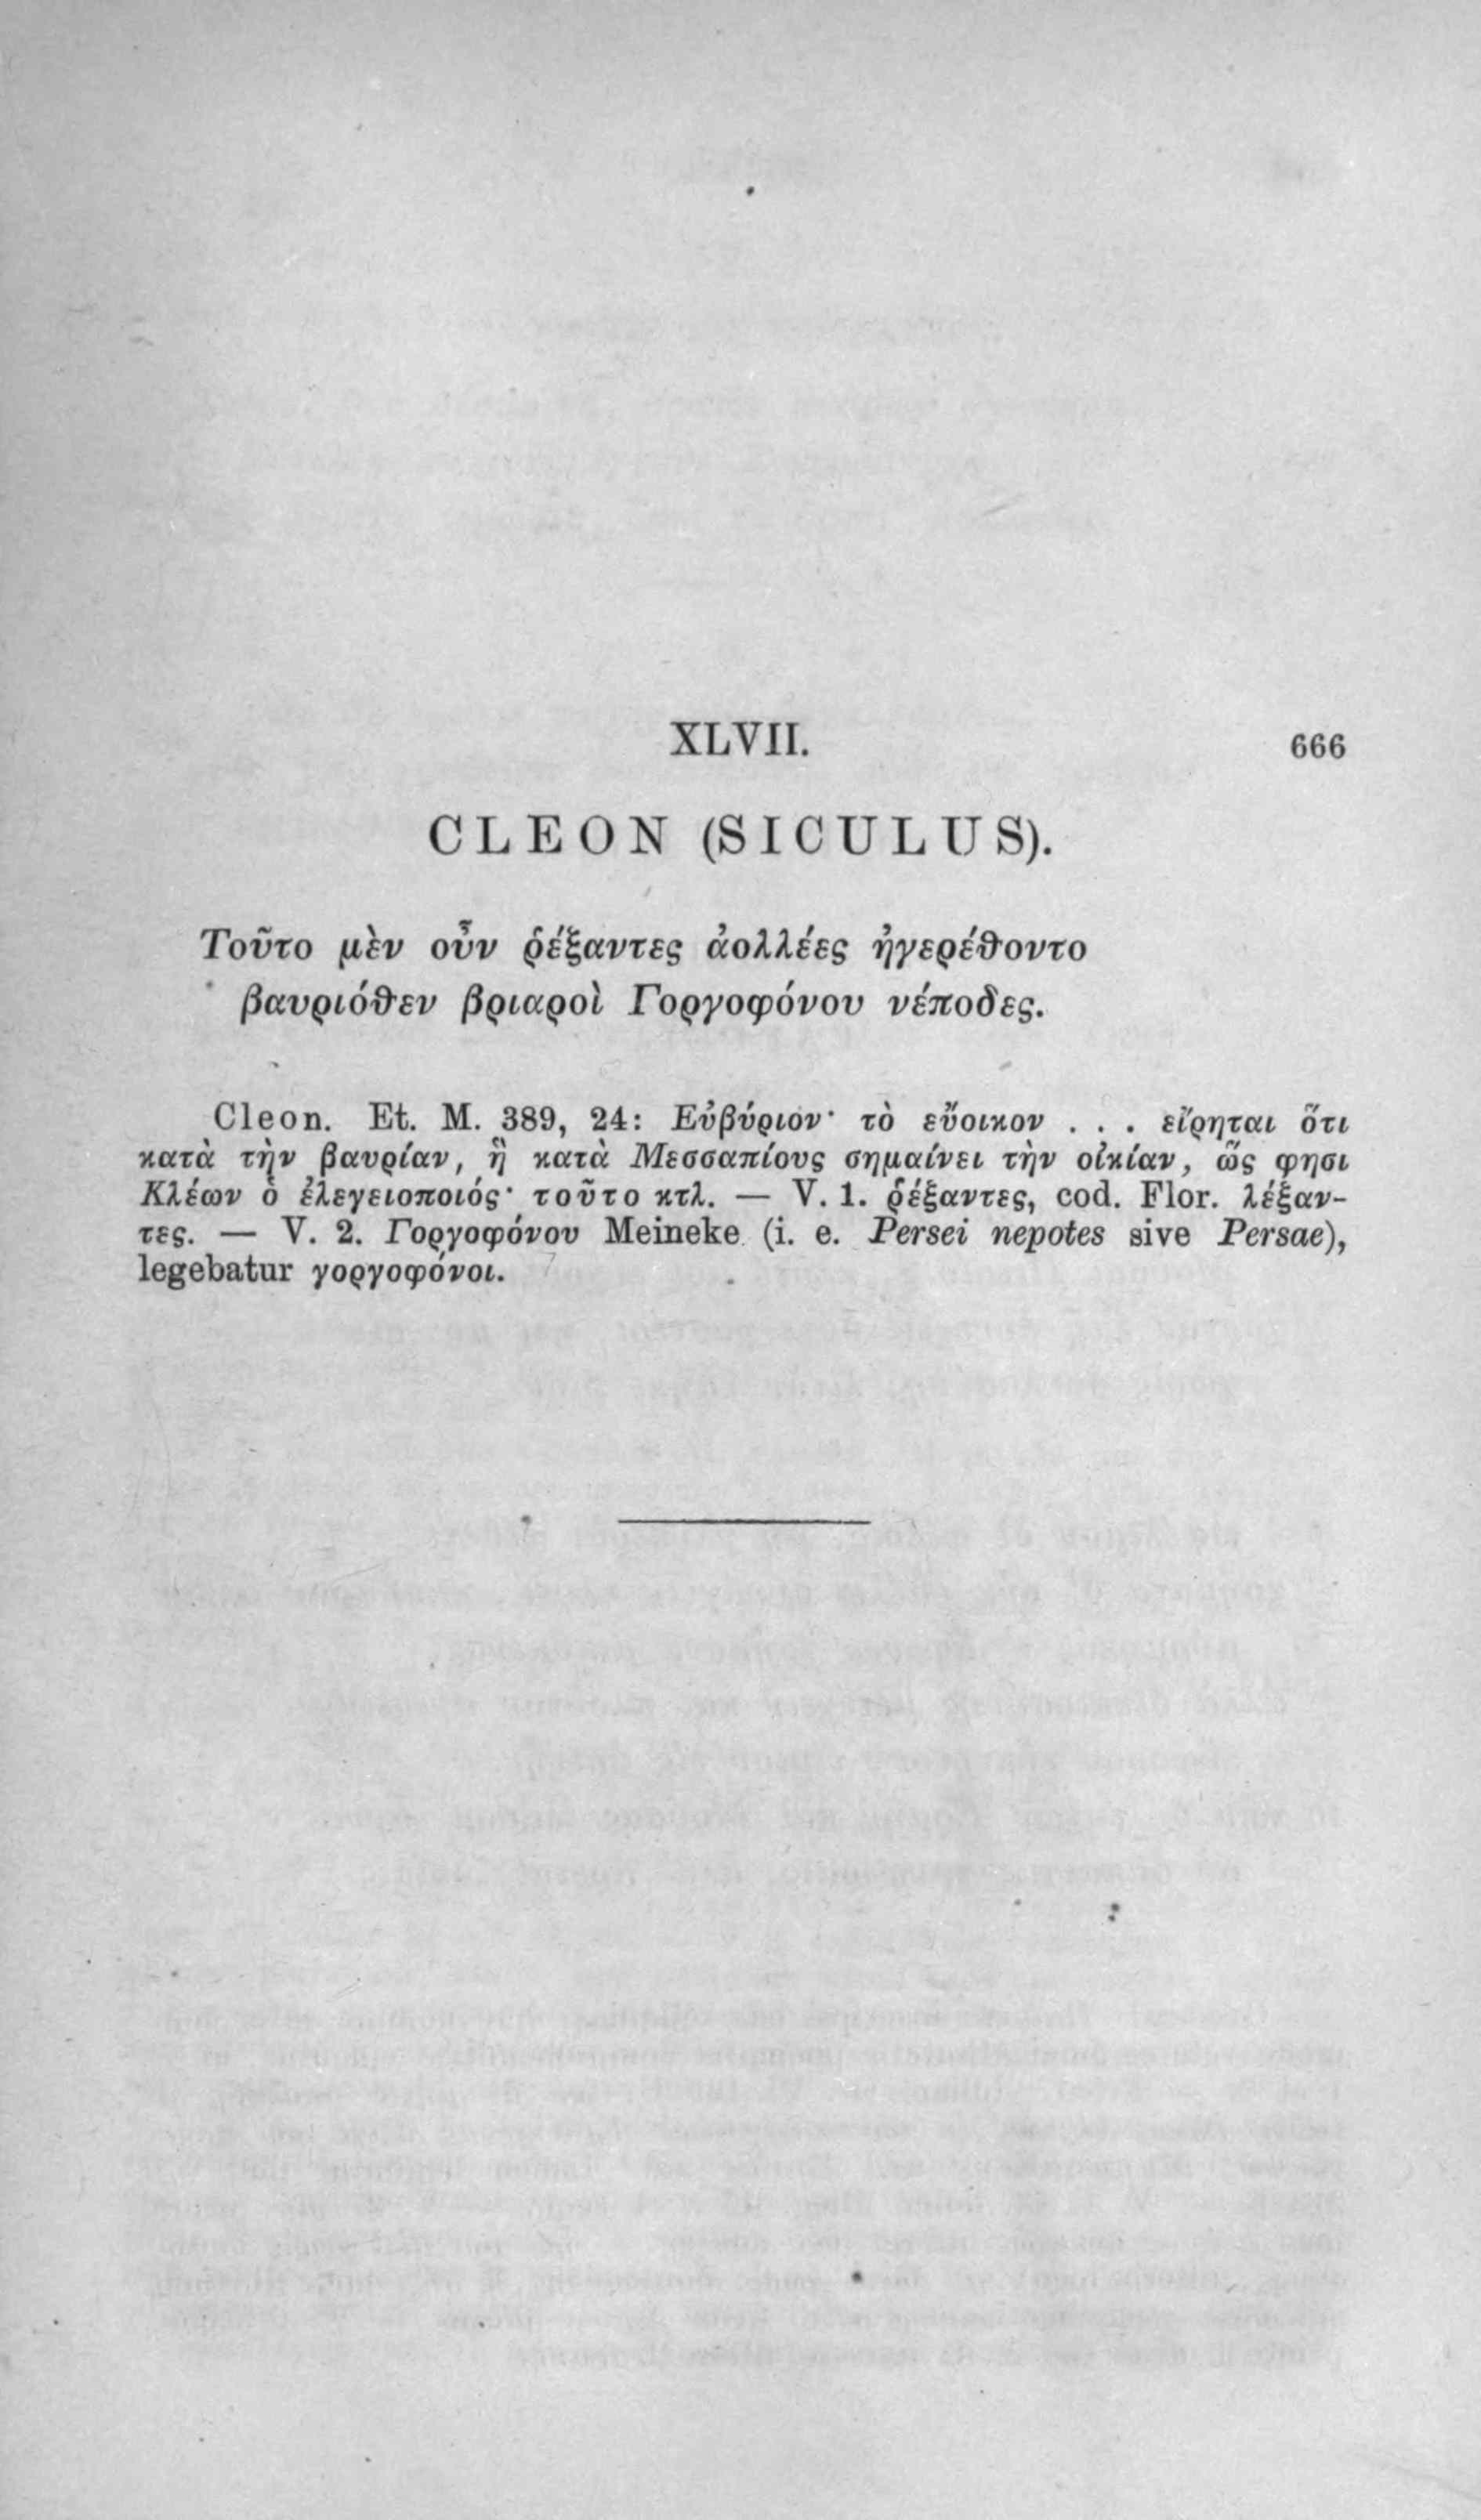 XLVII. 666
CLEON (SICULUS).
Τοῦτο μὲν οὖν ῥέξαντες ἀολλέες ἠγερέθοντο
βαυριόθεν βριαροὶ Γοργοφόνου νέποδες.
Cleon. Et. M. 389, 24: Εὐβύριον· τὸ εὔοικον . . . εἴρηται ὅτι
κατὰ τὴν βαυρίαν, ἣ κατὰ Μεσσαπίους σημαίνει τὴν οἰκίαν, ὥς φησι
Κλέων ὁ ἐλεγειοποιός· τοῦτο κτλ. — V. 1. ῥέξαντες, cod. Flor. λέξαν-
τες. — V. 2. Γοργοφόνου Meineke (i. e. Persei nepotes sive Persae),
legebatur γοργοφόνοι.